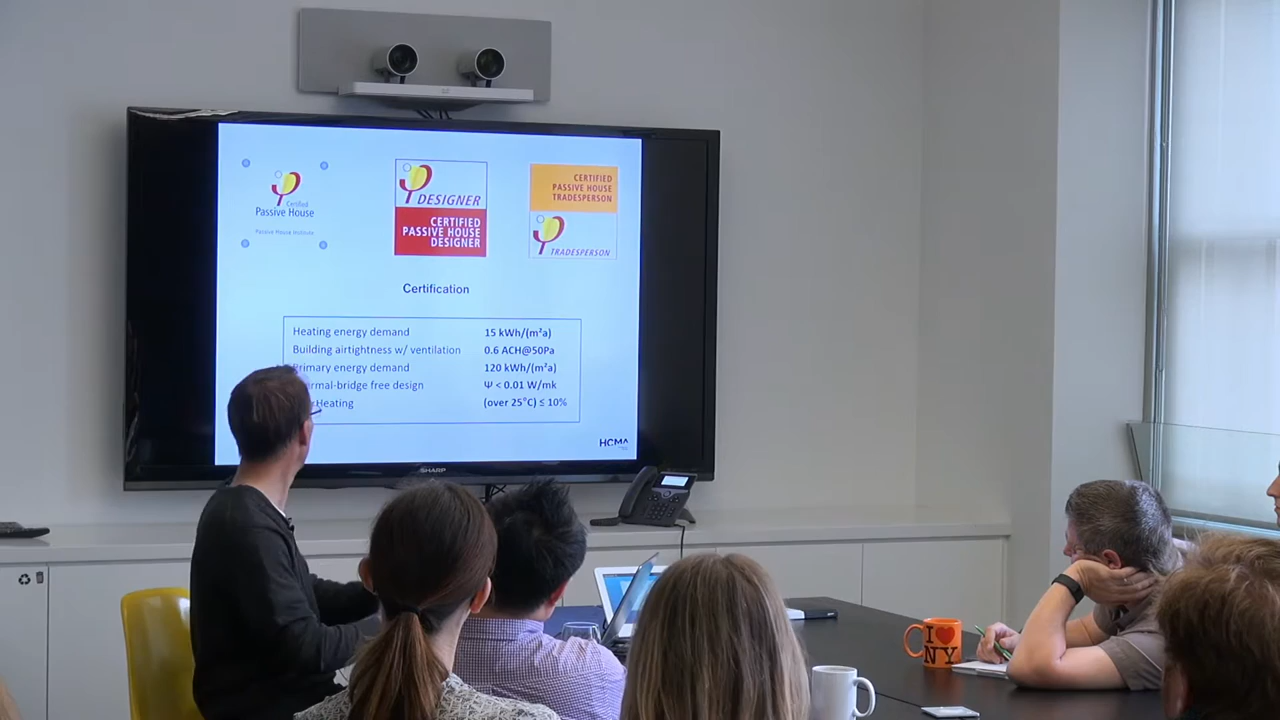 Certified
Passive House
Passive House Institute
DESIGNER
CERTIFIED
PASSIVE HOUSE
DESIGNER
CERTIFIED
PASSIVE HOUSE
TRADESPERSON
TRADESPERSON
Certification
Heating energy demand 15 kWh/(m²a)
Building airtightness w/ ventilation 0.6 ACH@50Pa
Primary energy demand 120 kWh/(m²a)
rmal-bridge free design Ψ < 0.01 W/mk
Heating (over 25°C) ≤ 10%
HCMA
SHARP
I ♥
NY